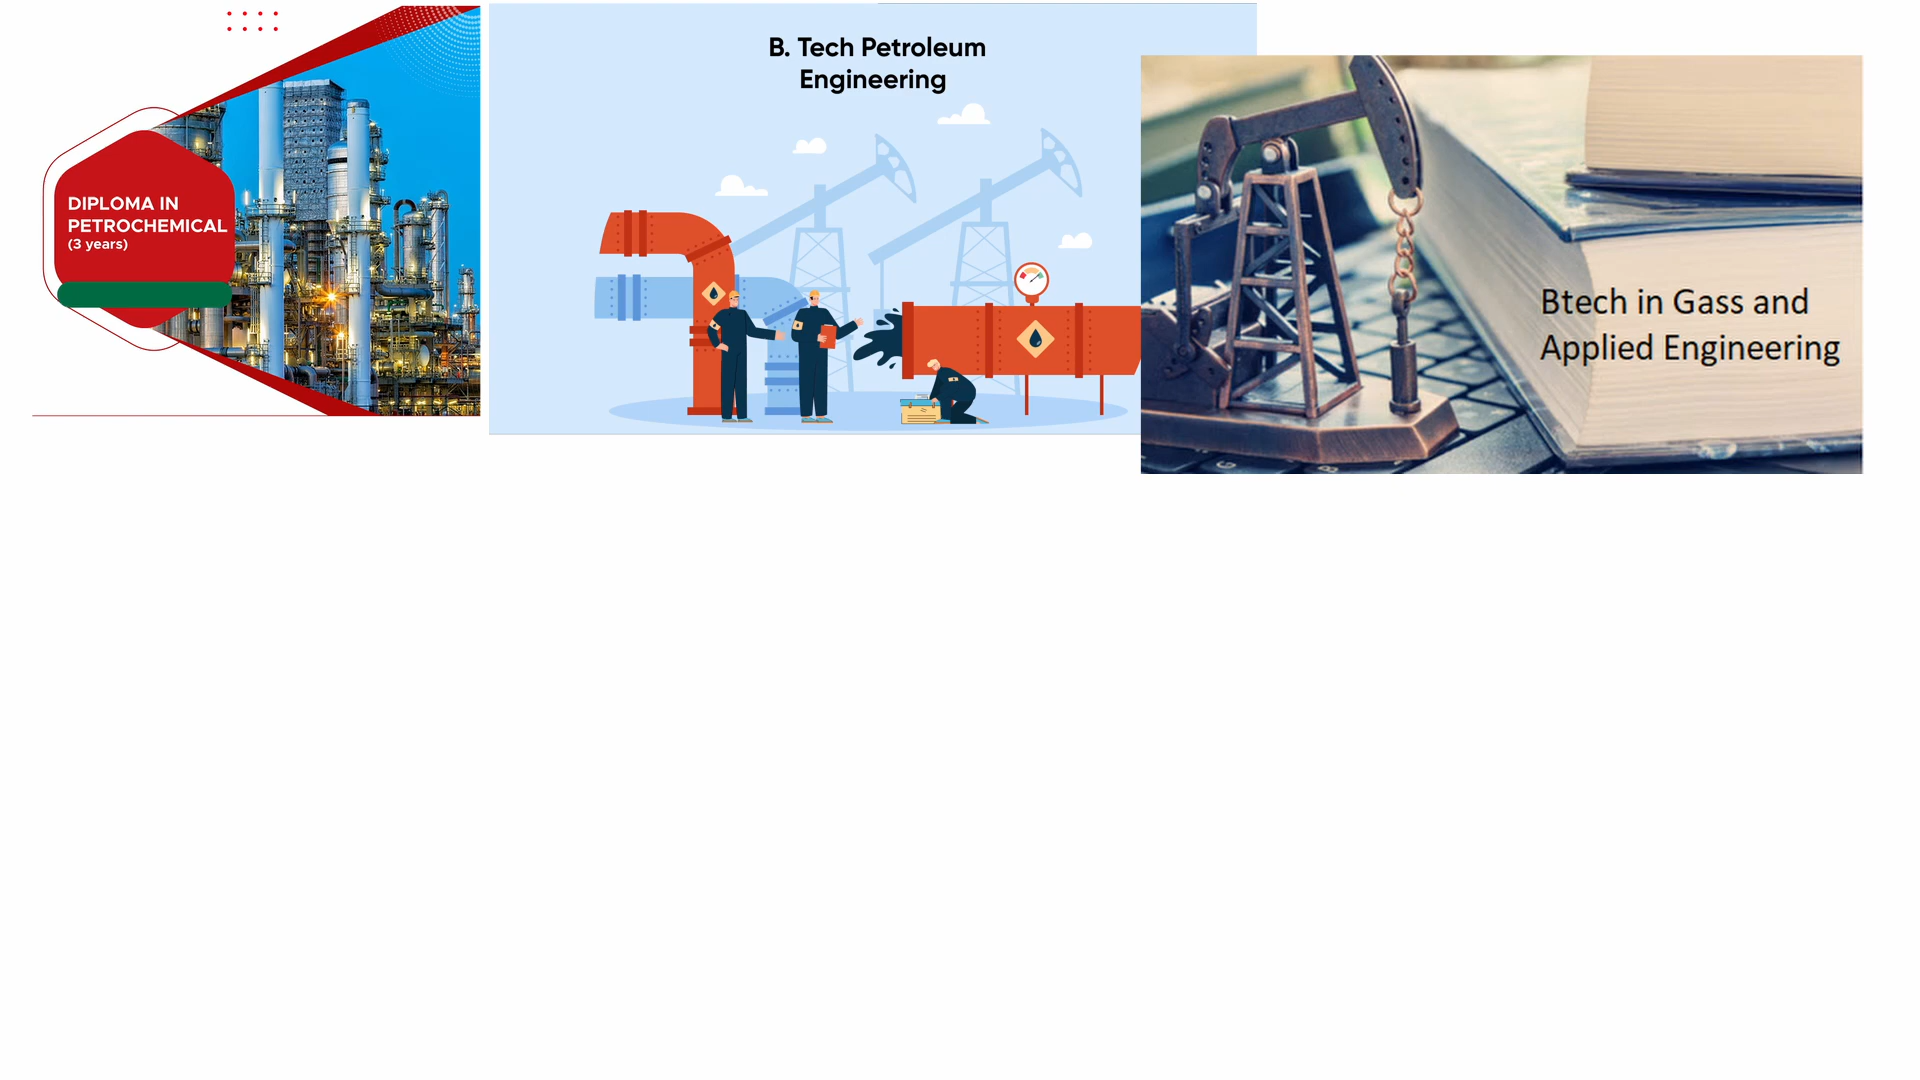 DIPLOMA IN
PETROCHEMICAL
(3 years)
B. Tech Petroleum
Engineering
Btech in Gass and
Applied Engineering